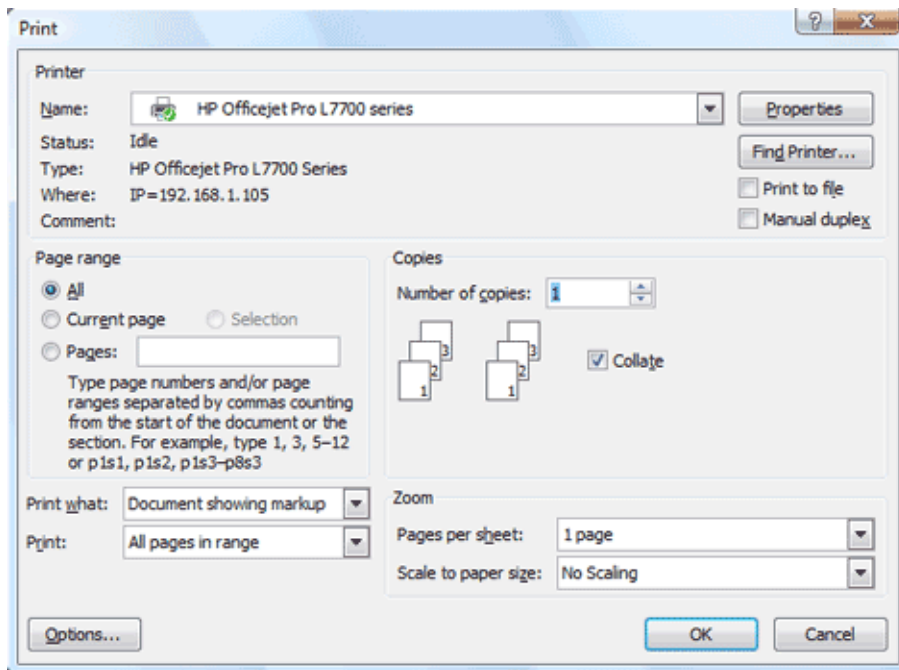 Print
Printer
Name: HP Officejet Pro L7700 series
Properties
Status: Idle
Find Printer...
Type: HP Officejet Pro L7700 Series
Where: IP=192.168.1.105
Print to file
Comment:
Manual duplex
Page range
All
Current page
Selection
Pages:
Type page numbers and/or page
ranges separated by commas counting
from the start of the document or the
section. For example, type 1, 3, 5–12
or p1s1, p1s2, p1s3–p8s3
Copies
Number of copies: 1
3 3
2 2
1 1
Collate
Print what: Document showing markup
Print: All pages in range
Zoom
Pages per sheet: 1 page
Scale to paper size: No Scaling
Options...
OK
Cancel